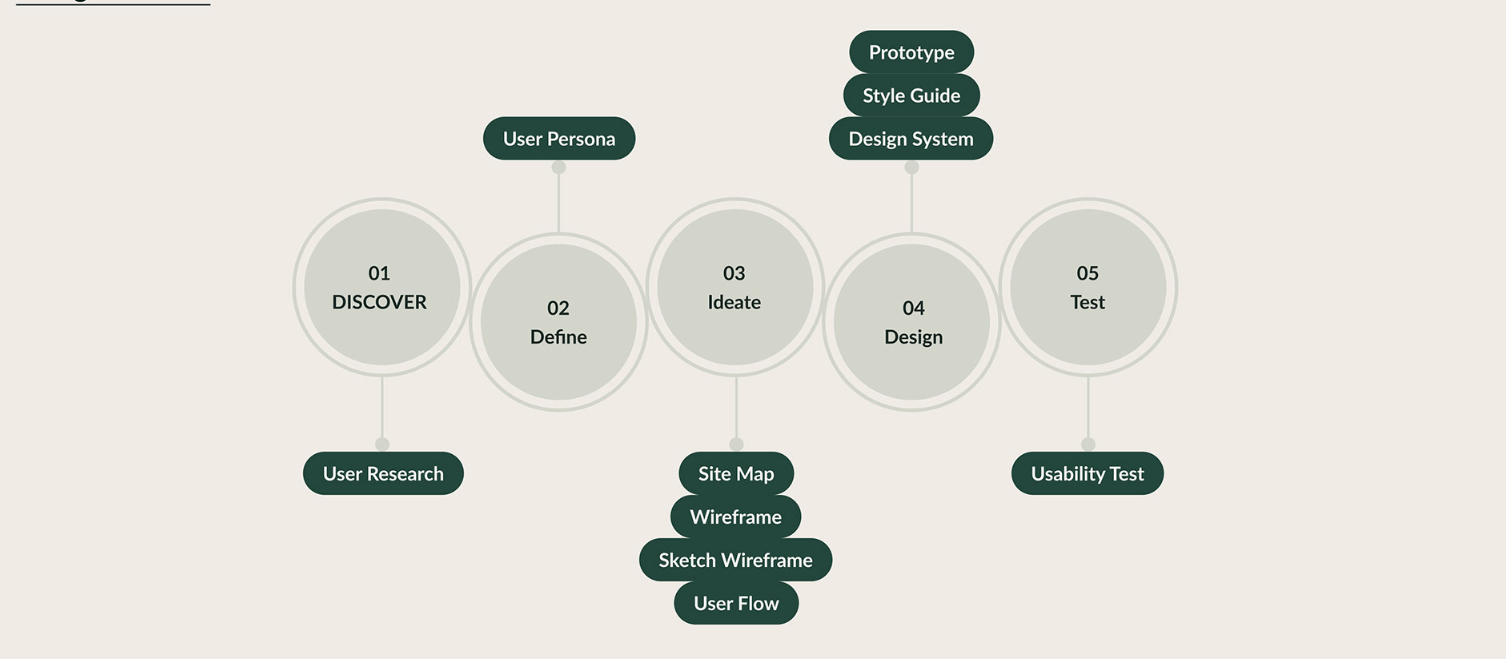 Prototype
Style Guide
Design System
User Persona
01
DISCOVER
02
Define
03
Ideate
04
Design
05
Test
User Research
Site Map
Wireframe
Sketch Wireframe
User Flow
Usability Test